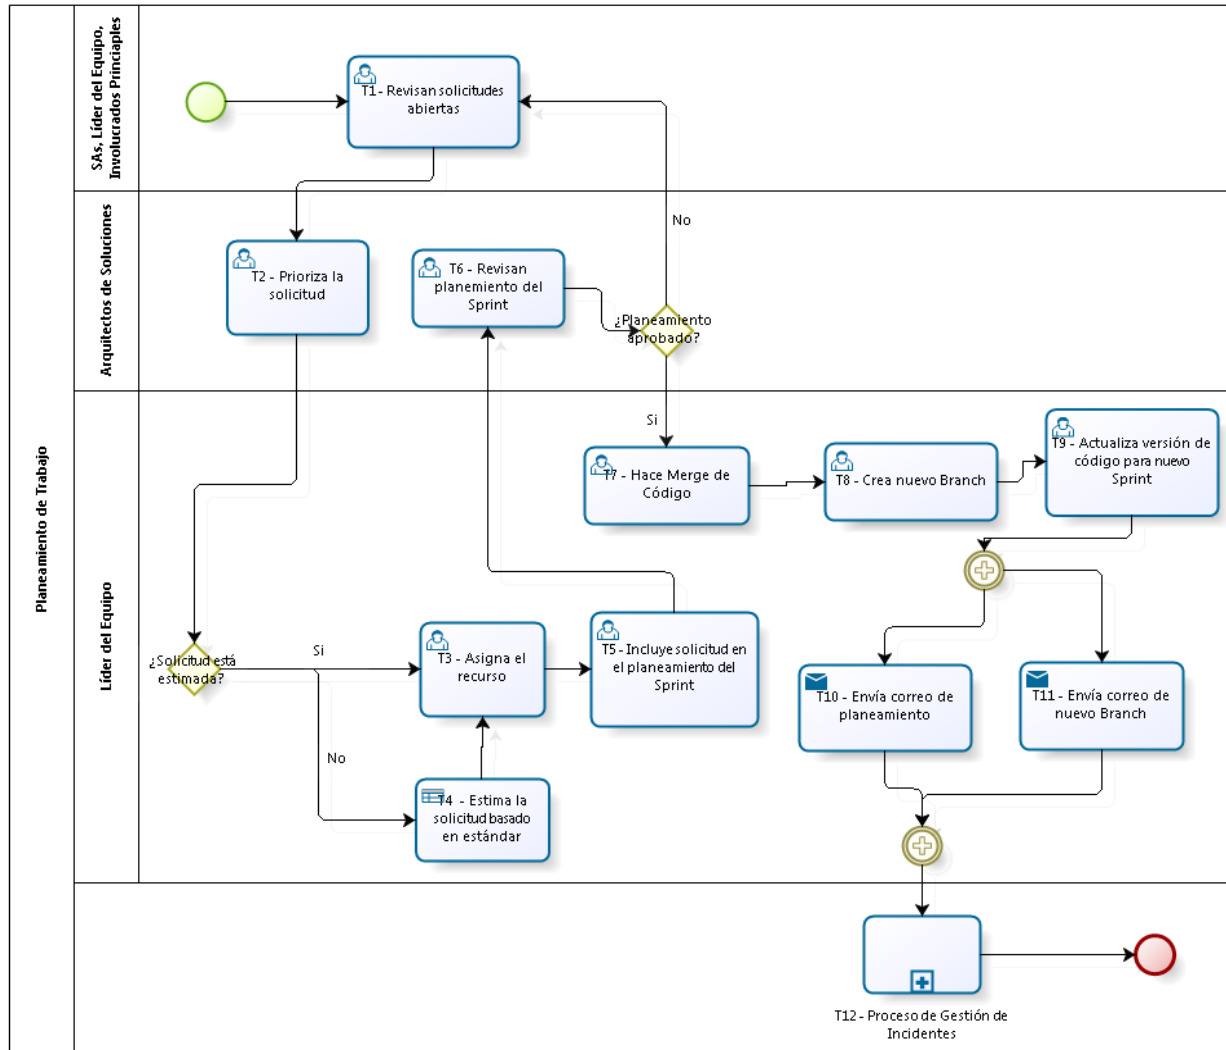 Planeamiento de Trabajo
SAs, Líder del Equipo,
Involucrados Princiaples
T1- Revisan solicitudes
abiertas
Arquitectos de Soluciones
No
T2 - Prioriza la
solicitud
T6 - Revisan
planemiento del
Sprint
¿Planeamiento
aprobado?
Líder del Equipo
Si
T7 - Hace Merge de
Código
T8 - Crea nuevo Branch
T9 - Actualiza versión de
código para nuevo
Sprint
¿Solicitud está
estimada?
Si
T3 - Asigna el
recurso
T5 - Incluye solicitud en
el planeamiento del
Sprint
No
T4 - Estima la
solicitud basado
en estándar
T10 - Envía correo de
planeamiento
T11 - Envía correo de
nuevo Branch
T12 - Proceso de Gestión de
Incidentes